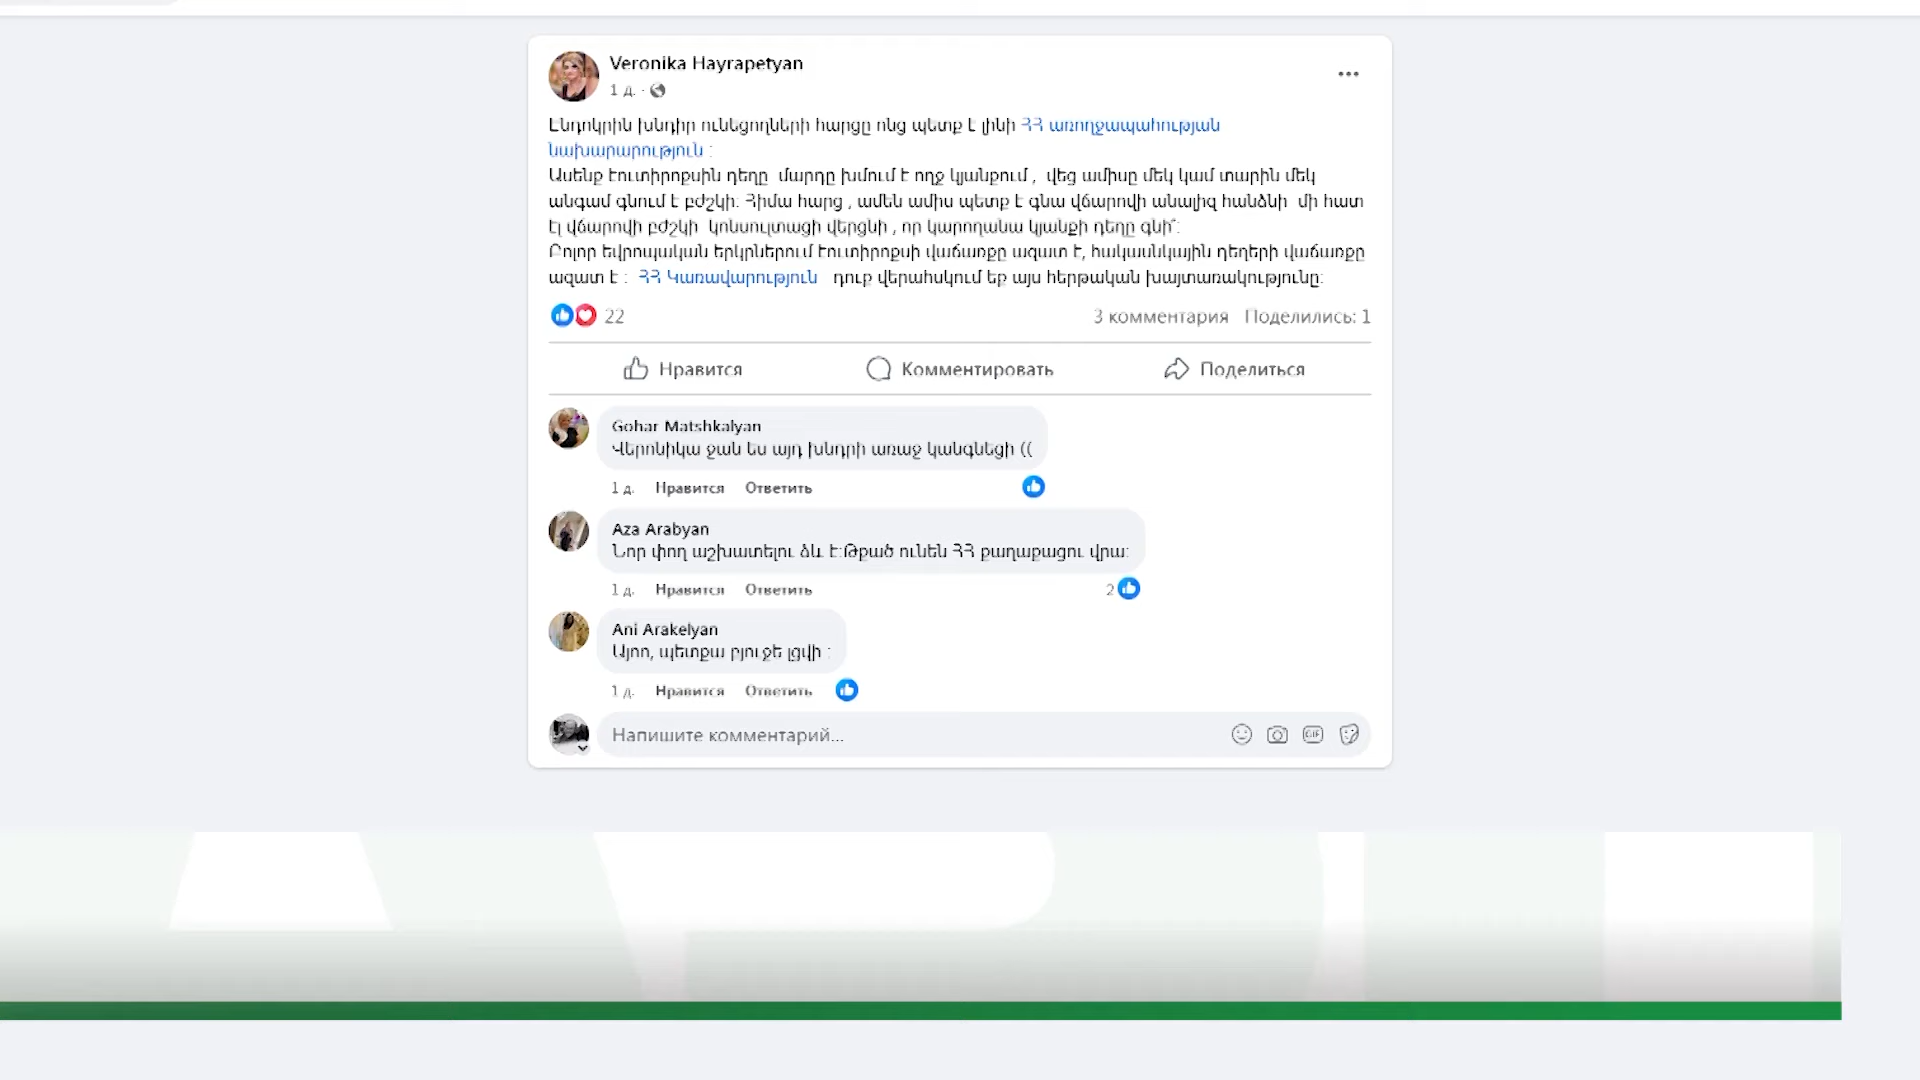 Veronika Hayrapetyan
1 д. ·
Էնդոկրին խնդիր ունեցողների հարցը ոնց պետք է լինի ՀՀ առողջապահության
նախարարություն :
Ասենք էուտիրոքսին դեղը մարդը խմում է ողջ կյանքում , վեց ամիսը մեկ կամ տարին մեկ
անգամ գնում է բժշկի: Հիմա հարց , ամեն ամիս պետք է գնա վճարովի անալիզ հանձնի մի հատ
էլ վճարովի բժշկի կոնսուլտացի վերցնի , որ կարողանա կյանքի դեղը գնի՞:
Բոլոր եվրոպական երկրներում էուտիրոքսի վաճառքը ազատ է, հակասնկային դեղերի վաճառքը
ազատ է : ՀՀ Կառավարություն դուք վերահսկում եք այս հերթական խայտառակությունը:
22 3 комментария Поделились: 1
Нравится Комментировать Поделиться
Gohar Matshkalyan
Վերոնիկա ջան ես այդ խնդրի առաջ կանգնեցի ((
1 д. Нравится Ответить
Aza Arabyan
Նոր փող աշխատելու ձև է:Թքած ունեն ՀՀ քաղաքացու վրա:
1 д. Нравится Ответить 2
Ani Arakelyan
Այոո, պետքա բյուջե լցվի :
1 д. Нравится Ответить
Напишите комментарий...
GIF